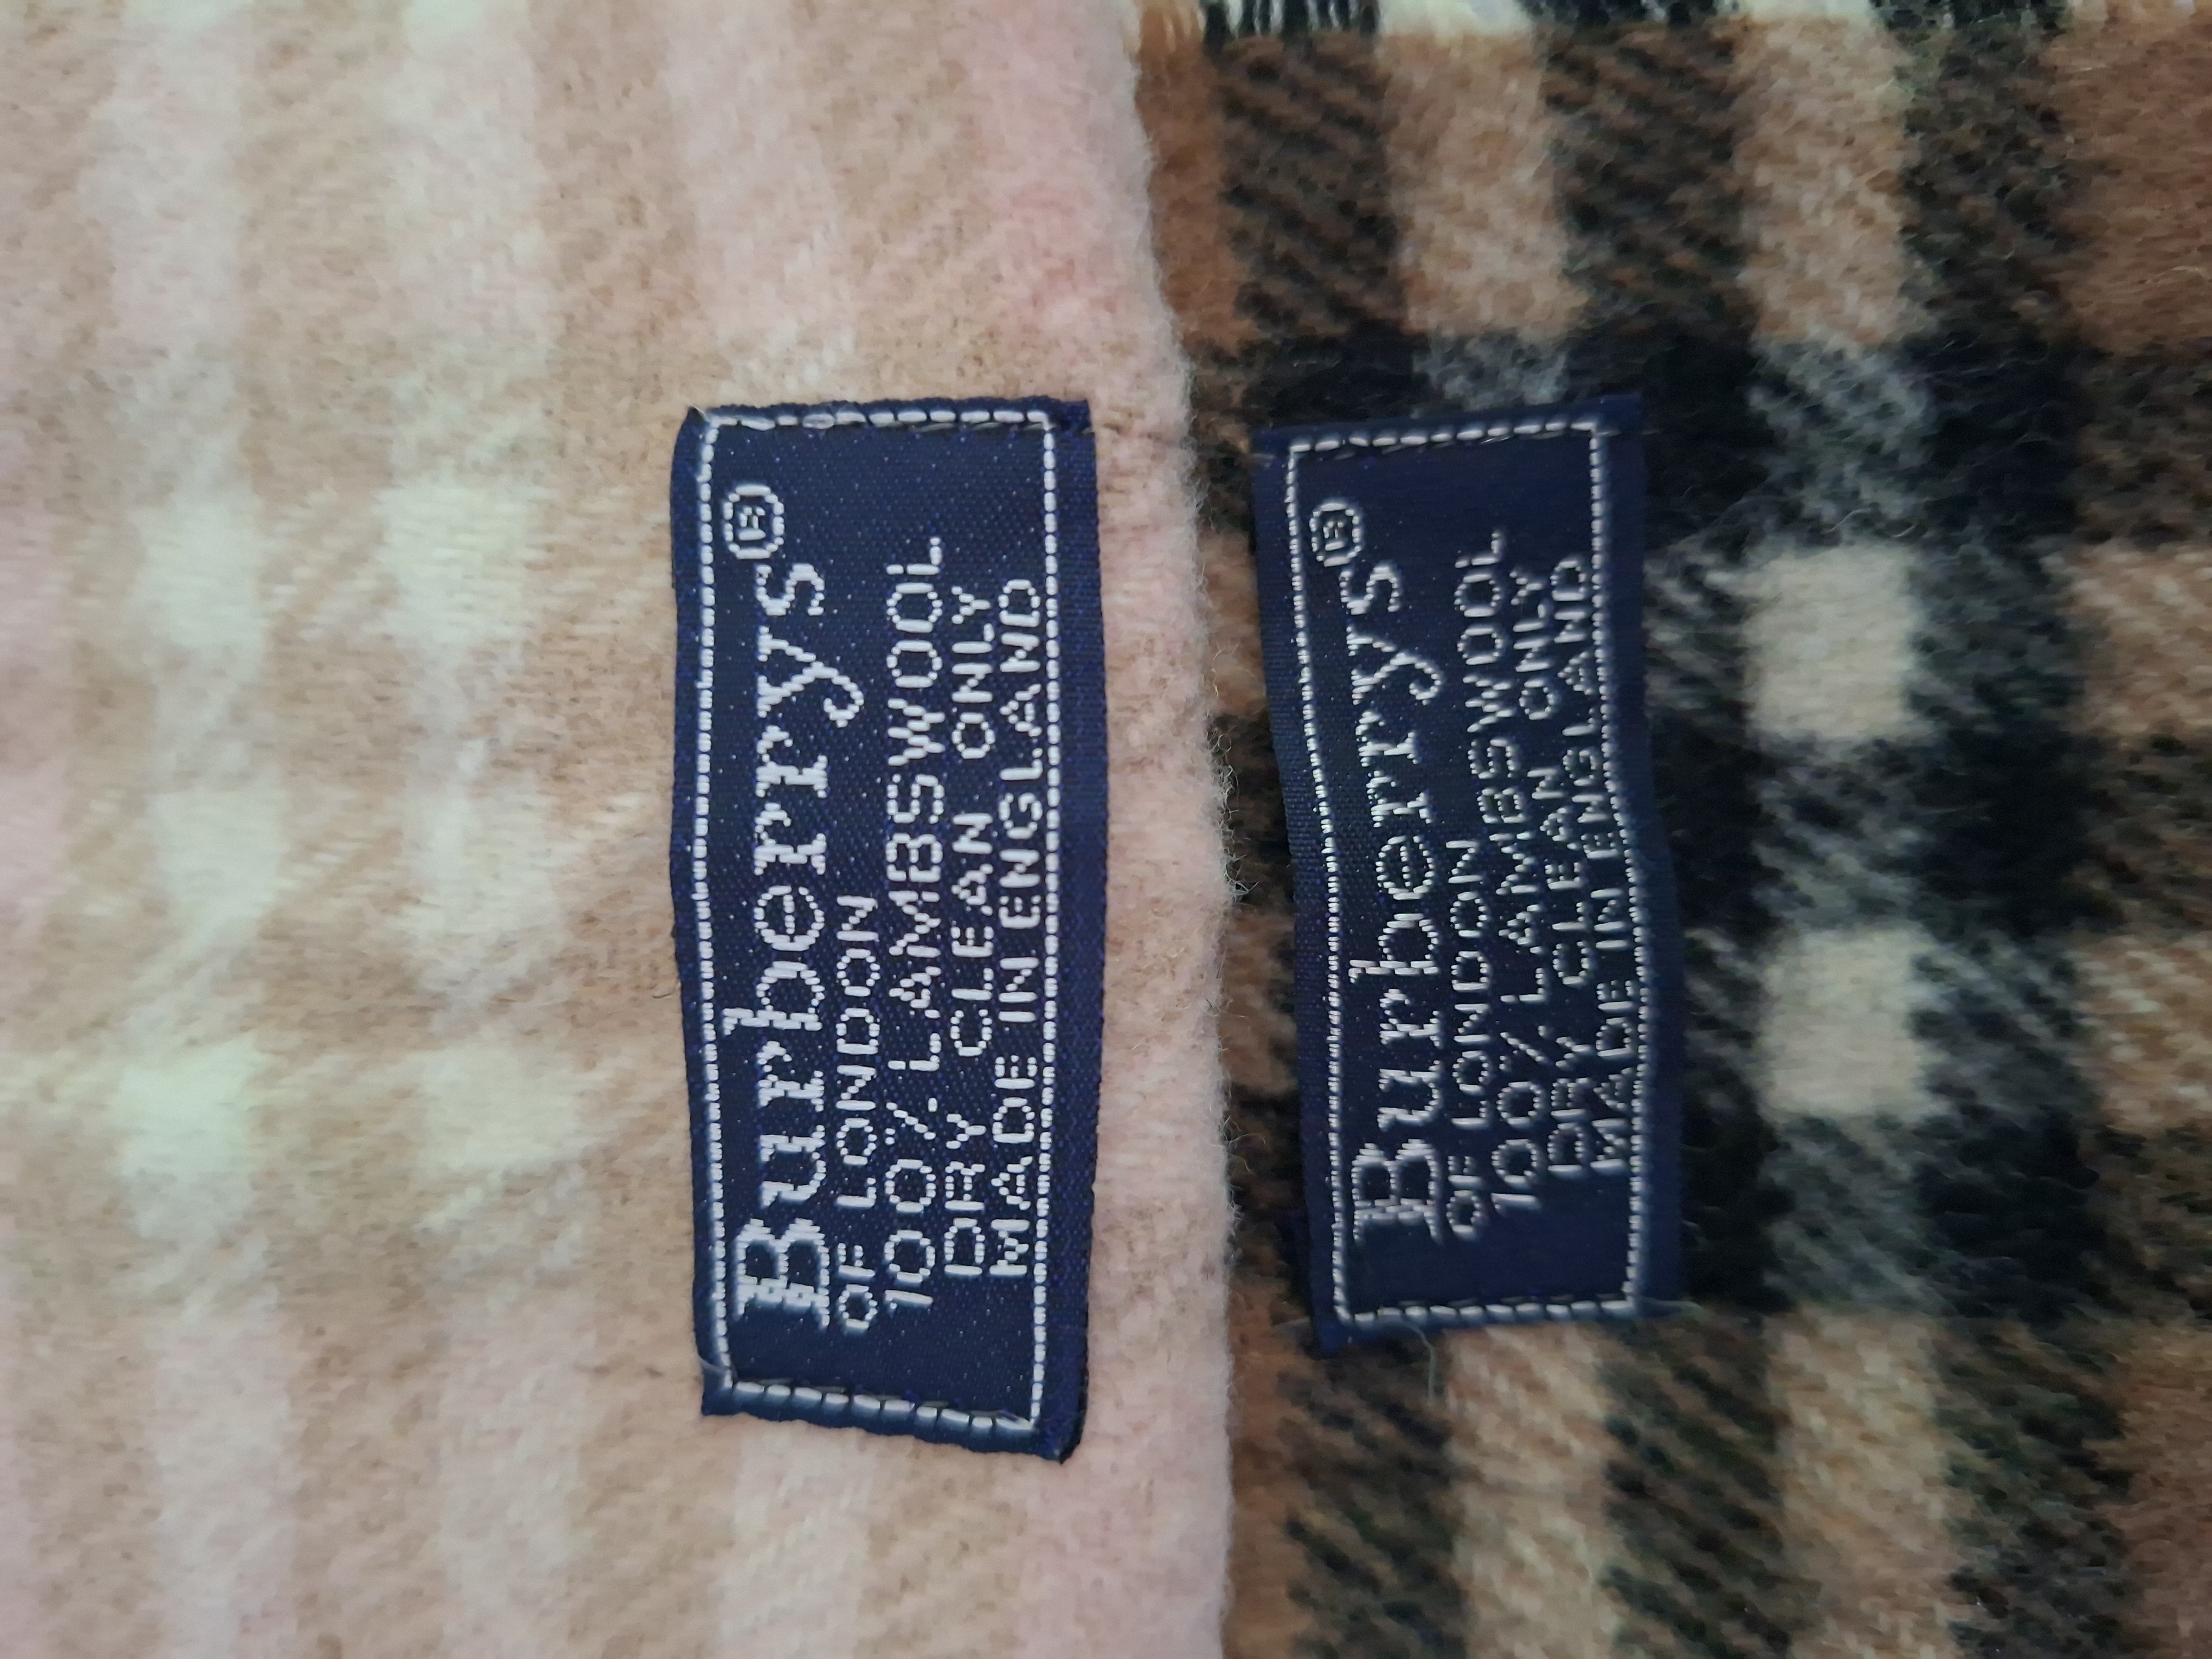 Burberrys®
OF LONDON
100% LAMBSWOOL
DRY CLEAN ONLY
MADE IN ENGLAND
Burberrys®
OF LONDON
100% LAMBSWOOL
DRY CLEAN ONLY
MADE IN ENGLAND